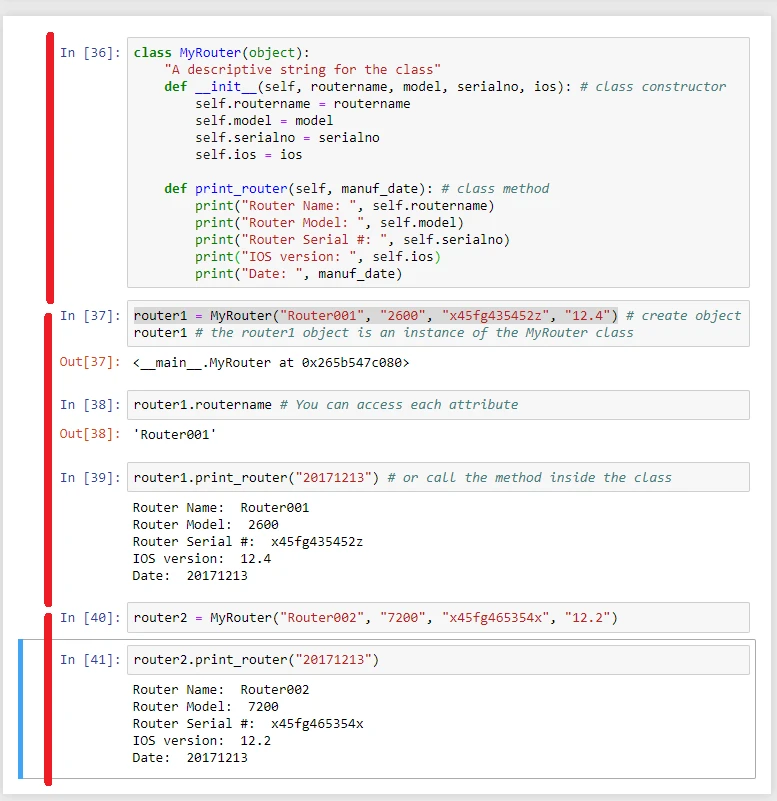 In [36]: class MyRouter(object):
"A descriptive string for the class"
def __init__(self, routername, model, serialno, ios): # class constructor
self.routername = routername
self.model = model
self.serialno = serialno
self.ios = ios
def print_router(self, manuf_date): # class method
print("Router Name: ", self.routername)
print("Router Model: ", self.model)
print("Router Serial #: ", self.serialno)
print("IOS version: ", self.ios)
print("Date: ", manuf_date)
In [37]: router1 = MyRouter("Router001", "2600", "x45fg435452z", "12.4") # create object
router1 # the router1 object is an instance of the MyRouter class
Out[37]: <__main__.MyRouter at 0x265b547c080>
In [38]: router1.routername # You can access each attribute
Out[38]: 'Router001'
In [39]: router1.print_router("20171213") # or call the method inside the class
Router Name:  Router001
Router Model:  2600
Router Serial #:  x45fg435452z
IOS version:  12.4
Date:  20171213
In [40]: router2 = MyRouter("Router002", "7200", "x45fg465354x", "12.2")
In [41]: router2.print_router("20171213")
Router Name:  Router002
Router Model:  7200
Router Serial #:  x45fg465354x
IOS version:  12.2
Date:  20171213